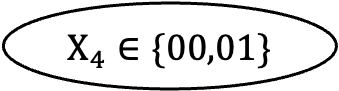 X₄ ∈ {00,01}